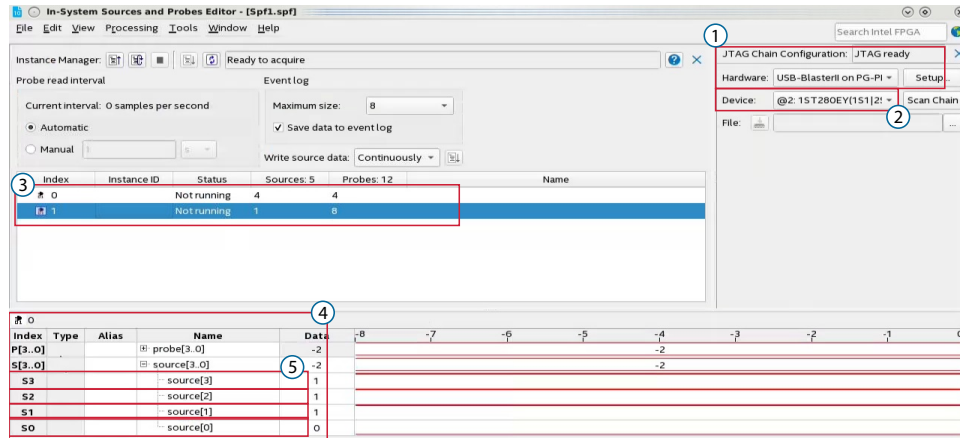 In-System Sources and Probes Editor - [Spf1.spf]
File Edit View Processing Tools Window Help
Search Intel FPGA
1
Instance Manager: Ready to acquire
JTAG Chain Configuration: JTAG ready
Probe read interval
Event log
Hardware: USB-BlasterII on PG-PI Setup...
Current interval: 0 samples per second
Maximum size: 8
Device: @2: 1ST280EY(1S1|2! Scan Chain
2
Automatic
Save data to event log
File: ...
Manual 1 s
Write source data: Continuously
3
Index Instance ID Status Sources: 5 Probes: 12 Name
0 Not running 4 4
1 Not running 1 8
4
0
Index Type Alias Name Data -8 -7 -6 -5 -4 -3 -2 -1 0
P[3..0] probe[3..0] -2 -2
S[3..0] source[3..0] -2 -2
5
S3 source[3] 1
S2 source[2] 1
S1 source[1] 1
S0 source[0] 0